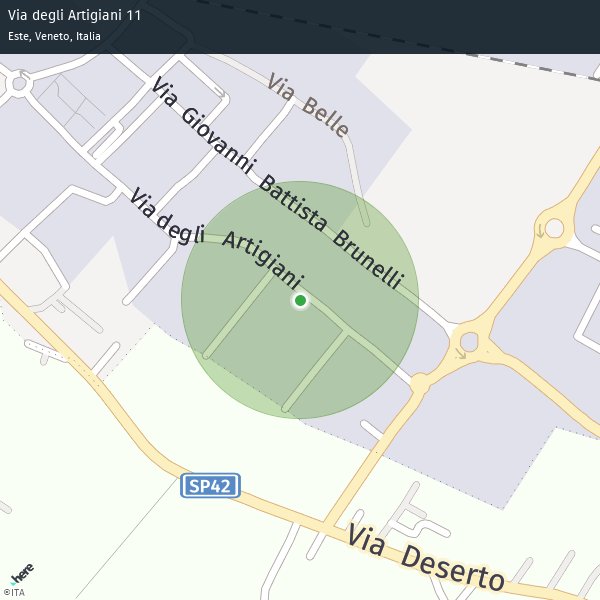 Via degli Artigiani 11
Este, Veneto, Italia
Via Belle
Via Giovanni Battista Brunelli
Via degli Artigiani
SP42
Via Deserto
here
©ITA